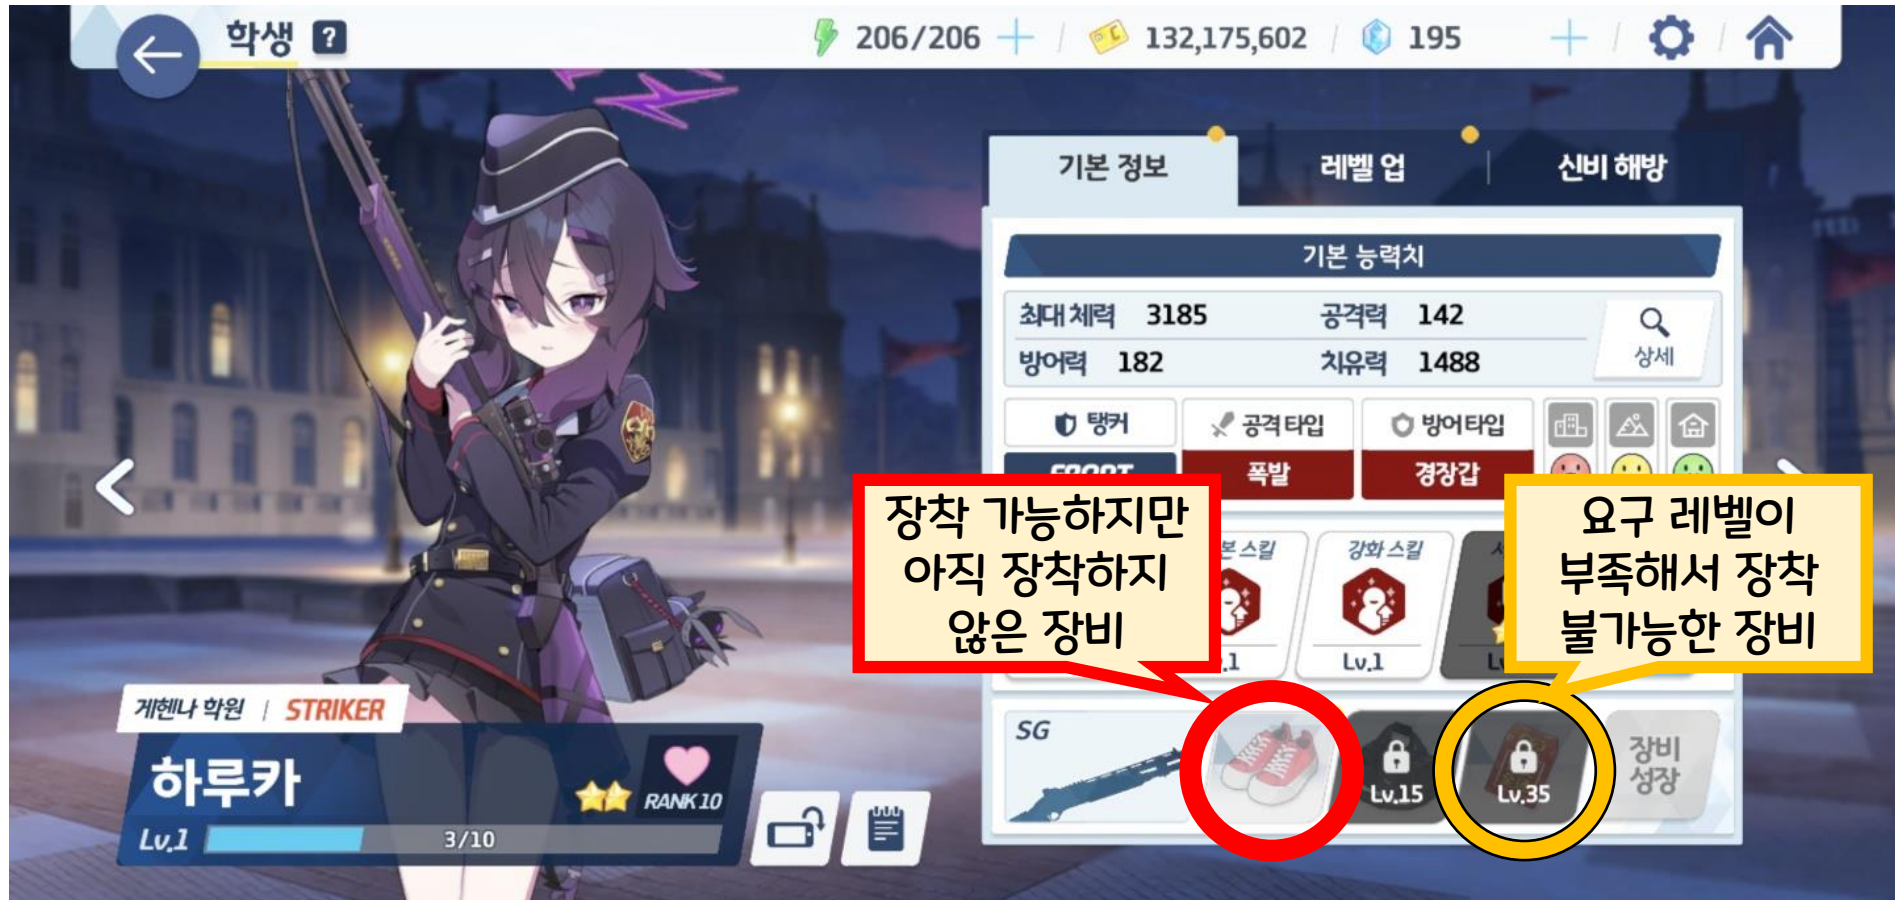 학생 ?
206/206
132,175,602
195
기본 정보
레벨 업
신비 해방
기본 능력치
최대 체력 3185
공격력 142
방어력 182
치유력 1488
상세
탱커
공격 타입
방어 타입
폭발
경장갑
장착 가능하지만
아직 장착하지
않은 장비
요구 레벨이
부족해서 장착
불가능한 장비
스킬
강화 스킬
Lv.1
게헨나 학원 | STRIKER
하루카
RANK 10
Lv.1
3/10
SG
Lv.15
Lv.35
장비
성장